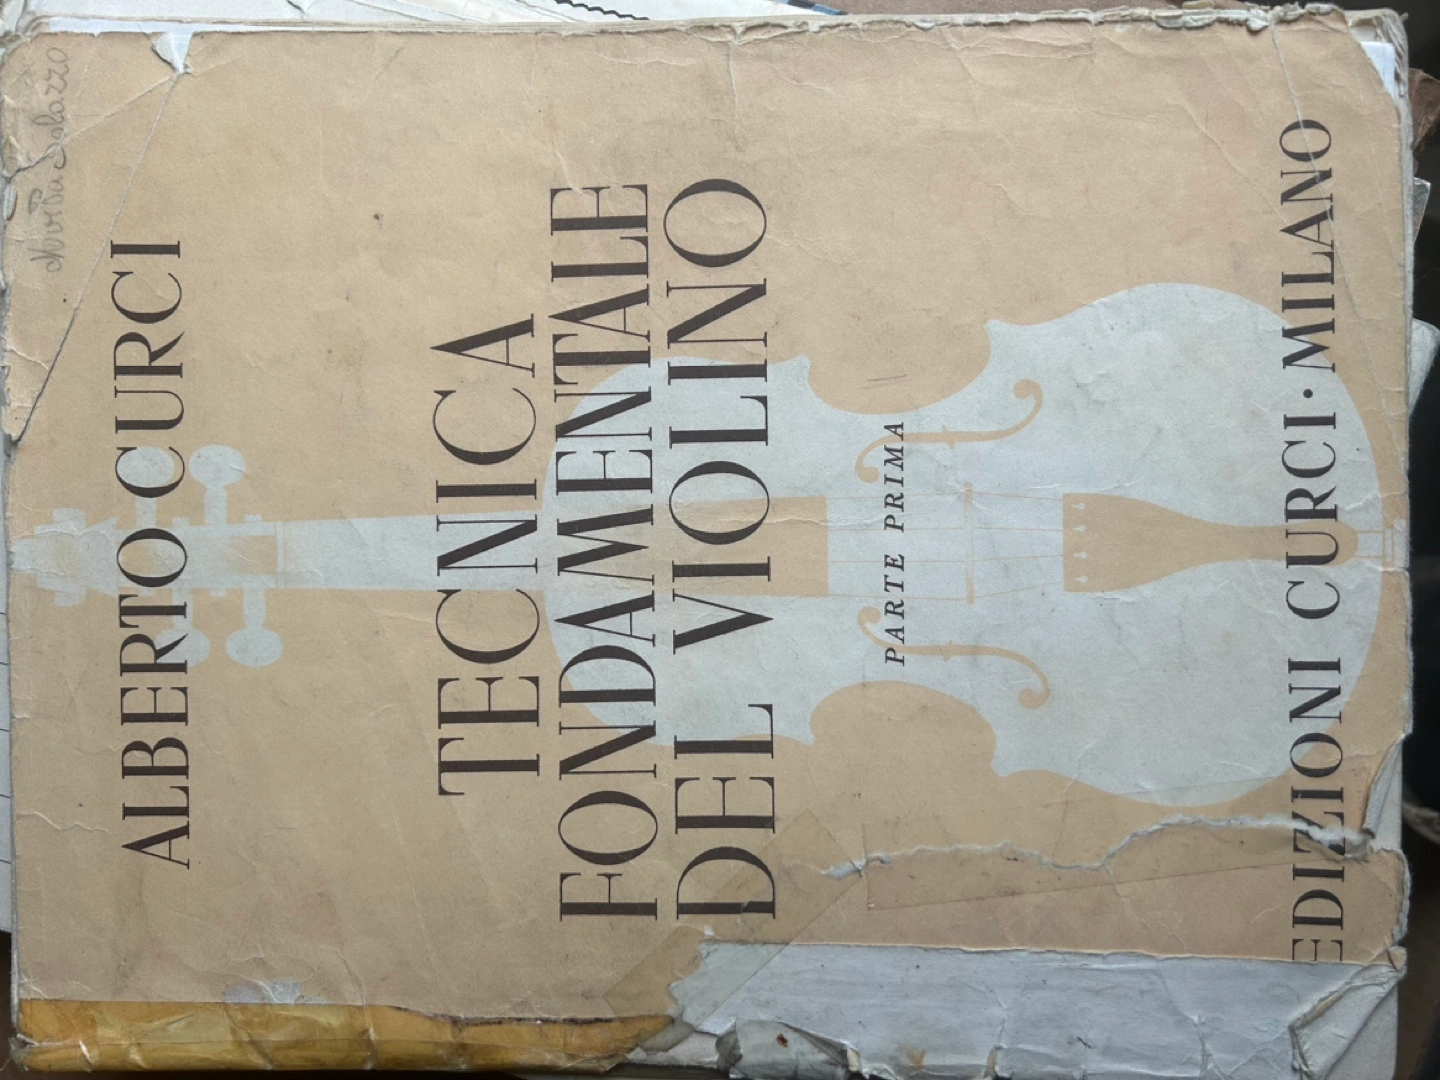 ALBERTO CURCI
TECNICA
FONDAMENTALE
DEL VIOLINO
PARTE PRIMA
EDIZIONI CURCI · MILANO